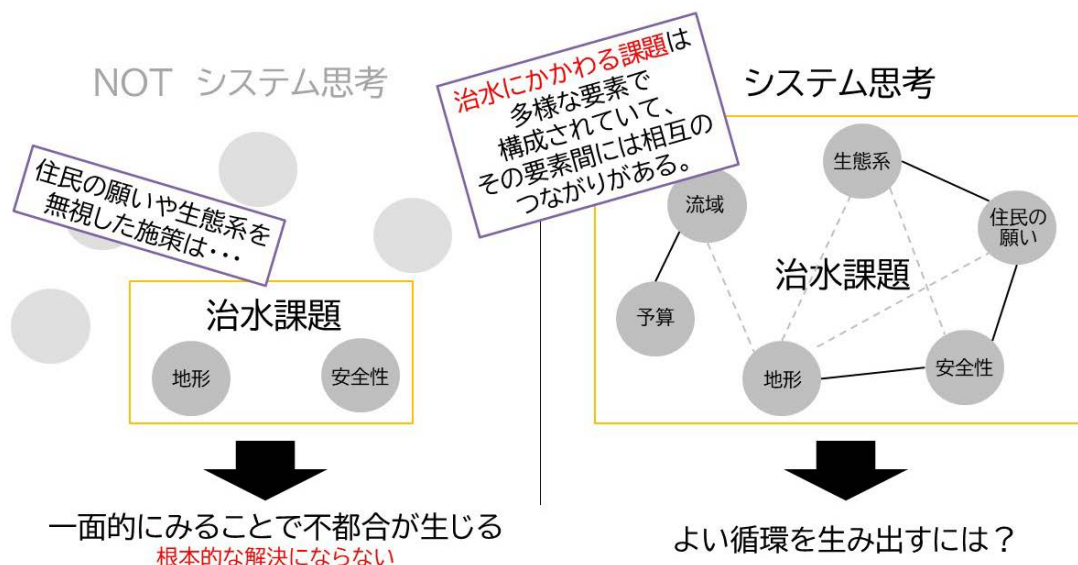 NOT システム思考
住民の願いや生態系を
無視した施策は・・・
治水課題
地形
安全性
一面的にみることで不都合が生じる
根本的な解決にならない
治水にかかわる課題は
多様な要素で
構成されていて、
その要素間には相互の
つながりがある。
システム思考
生態系
流域
住民の
願い
治水課題
予算
地形
安全性
よい循環を生み出すには？